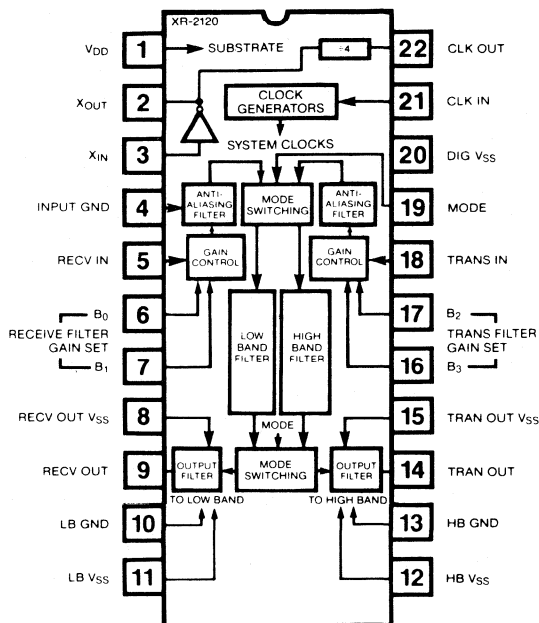 XR-2120
VDD 1 SUBSTRATE
÷4 22 CLK OUT
XOUT 2
CLOCK
GENERATORS
21 CLK IN
SYSTEM CLOCKS
XIN 3
20 DIG VSS
ANTI-
ALIASING
FILTER
MODE
SWITCHING
ANTI-
ALIASING
FILTER
INPUT GND 4
19 MODE
RECV IN 5
GAIN
CONTROL
GAIN
CONTROL
18 TRANS IN
B0 6
RECEIVE FILTER
GAIN SET
B1 7
17 B2
TRANS FILTER
GAIN SET
16 B3
LOW
BAND
FILTER
HIGH
BAND
FILTER
RECV OUT VSS 8
MODE
15 TRAN OUT VSS
RECV OUT 9
OUTPUT
FILTER
MODE
SWITCHING
OUTPUT
FILTER
14 TRAN OUT
TO LOW BAND
TO HIGH BAND
LB GND 10
13 HB GND
LB VSS 11
12 HB VSS